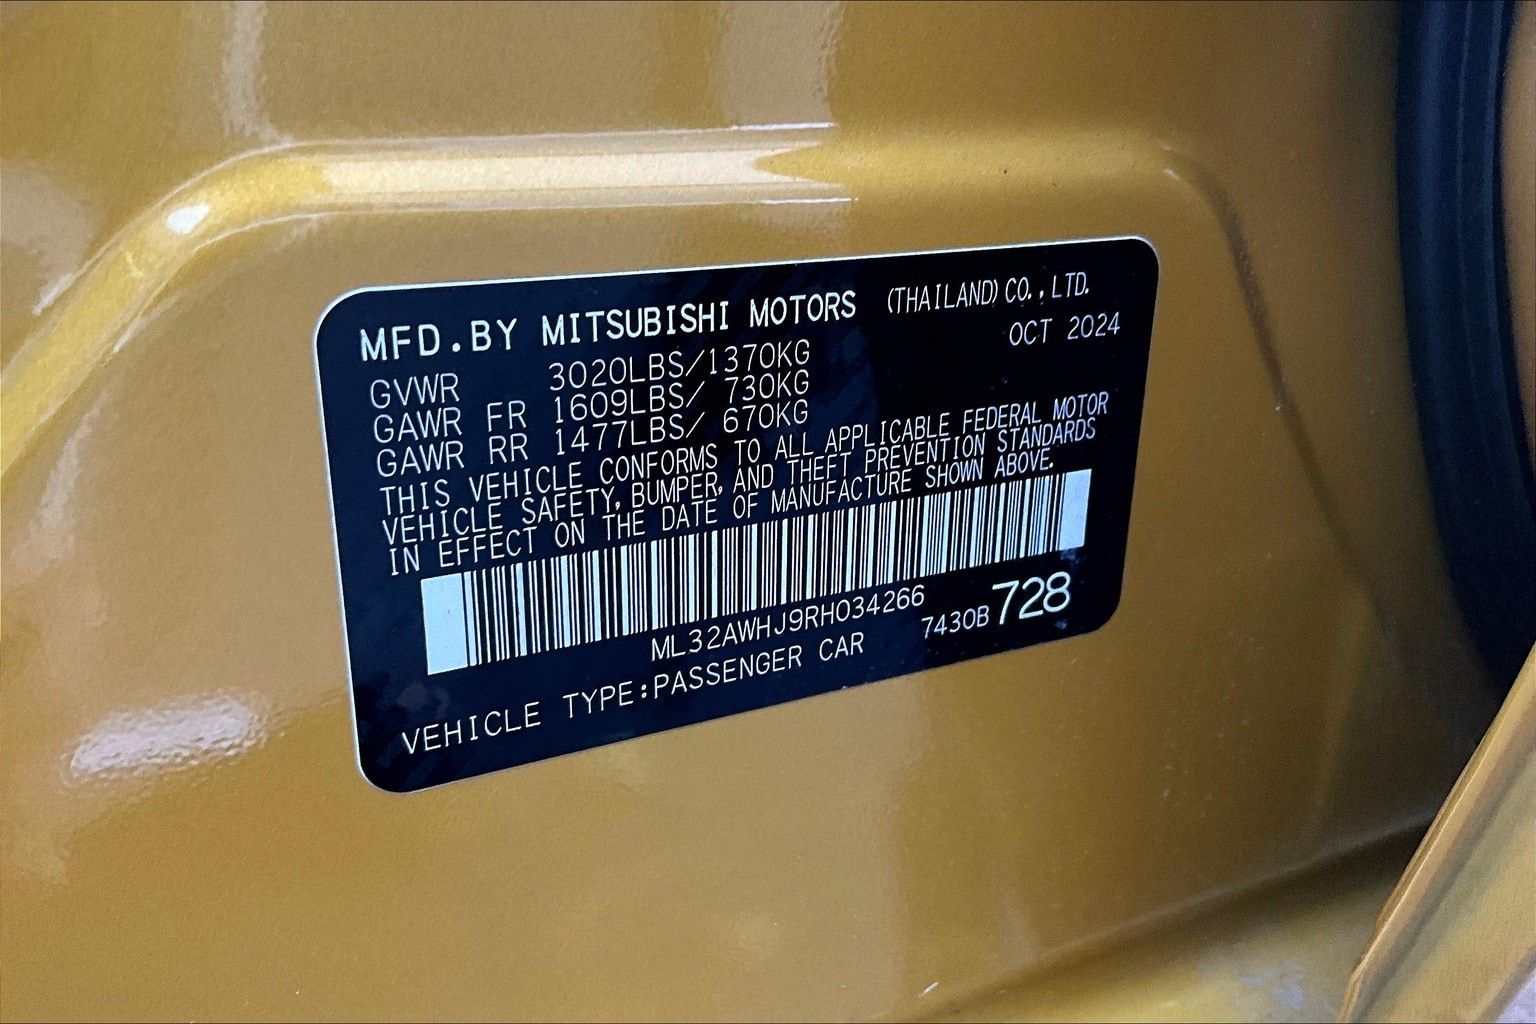 MFD.BY MITSUBISHI MOTORS (THAILAND) CO., LTD.
OCT 2024
GVWR 3020LBS/1370KG
GAWR FR 1609LBS/ 730KG
GAWR RR 1477LBS/ 670KG
THIS VEHICLE CONFORMS TO ALL APPLICABLE FEDERAL MOTOR
VEHICLE SAFETY, BUMPER, AND THEFT PREVENTION STANDARDS
IN EFFECT ON THE DATE OF MANUFACTURE SHOWN ABOVE.
ML32AWHJ9RH034266
7430B 728
VEHICLE TYPE:PASSENGER CAR